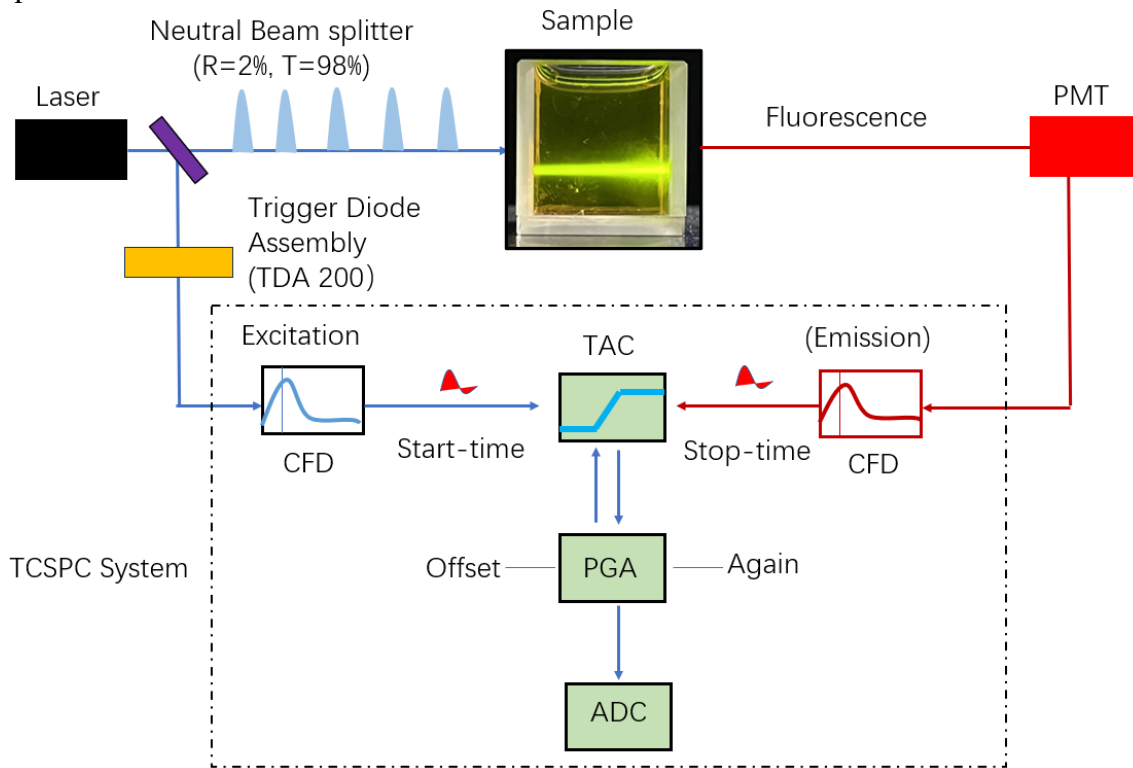 Neutral Beam splitter
(R=2%, T=98%)
Sample
Laser
Fluorescence
PMT
Trigger Diode
Assembly
(TDA 200)
Excitation
TAC
(Emission)
Start-time
Stop-time
CFD
CFD
TCSPC System
Offset
PGA
Again
ADC